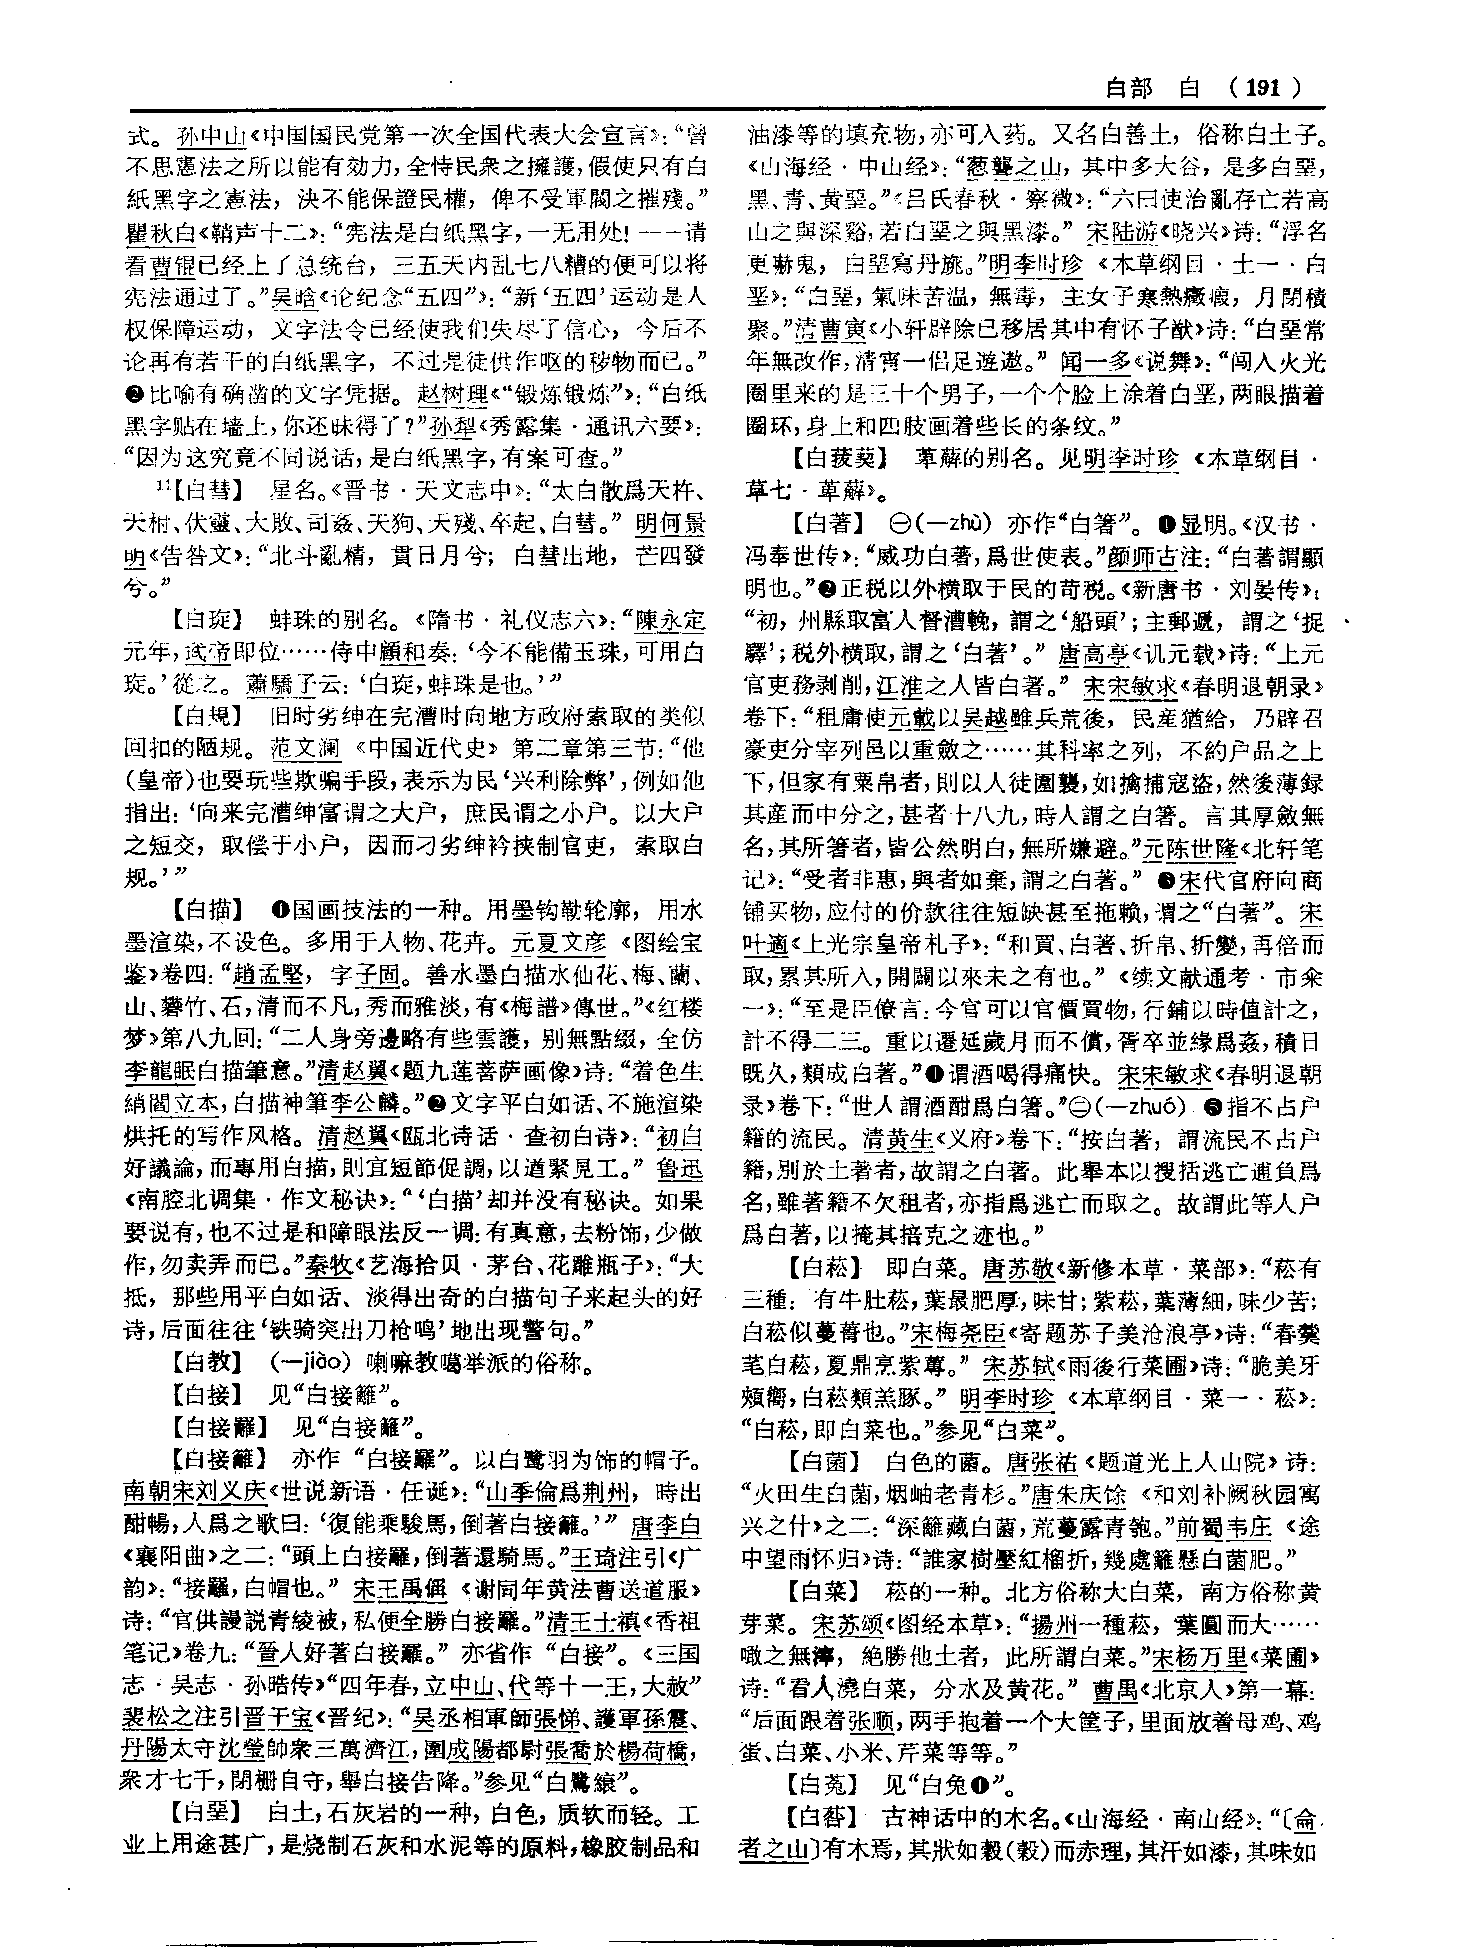 白部　白　（191）
式。孙中山《中国国民党第一次全国代表大会宣言》：“曾
不思憲法之所以能有効力，全恃民衆之擁護，假使只有白
紙黑字之憲法，決不能保證民權，俾不受軍閥之摧殘。”
瞿秋白《鞘声十二》：“宪法是白纸黑字，一无用处！——请
看曹锟已经上了总统台，三五天内乱七八糟的便可以将
宪法通过了。”吴晗《论纪念“五四”》：“新‘五四’运动是人
权保障运动，文字法令已经使我们失尽了信心，今后不
论再有若干的白纸黑字，不过是徒供作呕的秽物而已。”
❷比喻有确凿的文字凭据。赵树理《“锻炼锻炼”》：“白纸
黑字贴在墙上，你还昧得了？”孙犁《秀露集·通讯六要》：
“因为这究竟不同说话，是白纸黑字，有案可查。”
11【白彗】　星名。《晋书·天文志中》：“太白散爲天杵、
天柎、伏靈、大敗、司姦、天狗、天殘、卒起、白彗。”明何景
明《告咎文》：“北斗亂精，貫日月兮；白彗出地，芒四發
兮。”
【白琁】　蚌珠的别名。《隋书·礼仪志六》：“陳永定
元年，武帝即位……侍中顧和奏：‘今不能備玉珠，可用白
琁。’從之。蕭驕子云：‘白琁，蚌珠是也。’”
【白規】　旧时劣绅在完漕时向地方政府索取的类似
回扣的陋规。范文澜《中国近代史》第二章第三节：“他
（皇帝）也要玩些欺骗手段，表示为民‘兴利除弊’，例如他
指出：‘向来完漕绅富谓之大户，庶民谓之小户。以大户
之短交，取偿于小户，因而刁劣绅衿挟制官吏，索取白
规。’”
【白描】　❶国画技法的一种。用墨钩勒轮廓，用水
墨渲染，不设色。多用于人物、花卉。元夏文彦《图绘宝
鉴》卷四：“趙孟堅，字子固。善水墨白描水仙花、梅、蘭、
山、礬竹、石，清而不凡，秀而雅淡，有《梅譜》傳世。”《红楼
梦》第八九回：“二人身旁邊略有些雲護，别無點綴，全仿
李龍眠白描筆意。”清赵翼《题九莲菩萨画像》诗：“着色生
綃閻立本，白描神筆李公麟。”❷文字平白如话、不施渲染
烘托的写作风格。清赵翼《瓯北诗话·查初白诗》：“初白
好議論，而專用白描，則宜短節促調，以遒緊見工。”鲁迅
《南腔北调集·作文秘诀》：“‘白描’却并没有秘诀。如果
要说有，也不过是和障眼法反一调：有真意，去粉饰，少做
作，勿卖弄而已。”秦牧《艺海拾贝·茅台、花雕瓶子》：“大
抵，那些用平白如话、淡得出奇的白描句子来起头的好
诗，后面往往‘铁骑突出刀枪鸣’地出现警句。”
【白教】　（—jiào）喇嘛教噶举派的俗称。
【白接】　见“白接䍦”。
【白接羅】　见“白接䍦”。
【白接䍦】　亦作“白接羅”。以白鹭羽为饰的帽子。
南朝宋刘义庆《世说新语·任诞》：“山季倫爲荆州，時出
酣暢，人爲之歌曰：‘復能乘駿馬，倒著白接䍦。’”唐李白
《襄阳曲》之二：“頭上白接䍦，倒著還騎馬。”王琦注引《广
韵》：“接䍦，白帽也。”宋王禹偁《谢同年黄法曹送道服》
诗：“官供謾説青綾被，私便全勝白接䍦。”清王士禛《香祖
笔记》卷九：“晉人好著白接䍦。”亦省作“白接”。《三国
志·吴志·孙晧传》“四年春，立中山、代等十一王，大赦”
裴松之注引晋干宝《晋纪》：“吴丞相軍師張悌、護軍孫震、
丹陽太守沈瑩帥衆三萬濟江，圍成陽都尉張喬於楊荷橋，
衆才七千，閉栅自守，舉白接告降。”参见“白鷺縗”。
【白堊】　白土，石灰岩的一种，白色，质软而轻。工
业上用途甚广，是烧制石灰和水泥等的原料，橡胶制品和
油漆等的填充物，亦可入药。又名白善土，俗称白土子。
《山海经·中山经》：“葱聾之山，其中多大谷，是多白堊，
黑、青、黄堊。”《吕氏春秋·察微》：“六曰使治亂存亡若高
山之與深谿，若白堊之與黑漆。”宋陆游《晓兴》诗：“浮名
更嚇鬼，白堊寫丹旐。”明李时珍《本草纲目·土一·白
垩》：“白堊，氣味苦温，無毒，主女子寒熱癥瘕，月閉積
聚。”清曹寅《小轩辟除已移居其中有怀子猷》诗：“白堊常
年無改作，清宵一侣足遨遊。”闻一多《说舞》：“闯入火光
圈里来的是三十个男子，一个个脸上涂着白垩，两眼描着
圈环，身上和四肢画着些长的条纹。”
【白菝葜】　萆薢的别名。见明李时珍《本草纲目·
草七·萆薢》。
【白著】　㊀（—zhù）亦作“白箸”。❶显明。《汉书·
冯奉世传》：“威功白著，爲世使表。”颜师古注：“白著謂顯
明也。”❷正税以外横取于民的苛税。《新唐书·刘晏传》：
“初，州縣取富人督漕輓，謂之‘船頭’；主郵遞，謂之‘捉
驛’；税外横取，謂之‘白著’。”唐高亭《讥元载》诗：“上元
官吏務剥削，江淮之人皆白著。”宋宋敏求《春明退朝录》
卷下：“租庸使元載以吴越雖兵荒後，民産猶給，乃辟召
豪吏分宰列邑以重斂之……其科率之列，不約户品之上
下，但家有粟帛者，則以人徒圍襲，如擒捕寇盗，然後薄録
其産而中分之，甚者十八九，時人謂之白著。言其厚斂無
名，其所著者，皆公然明白，無所嫌避。”元陈世隆《北轩笔
记》：“受者非惠，與者如棄，謂之白著。”❸宋代官府向商
铺买物，应付的价款往往短缺甚至拖赖，谓之“白著”。宋
叶適《上光宗皇帝札子》：“和買、白著、折帛、折變，再倍而
取，累其所入，開闢以來未之有也。”《续文献通考·市籴
一》：“至是臣僚言：今官可以官價買物，行鋪以時值計之，
計不得二三。重以遷延歲月而不償，胥卒並緣爲姦，積日
既久，類成白著。”❹谓酒喝得痛快。宋宋敏求《春明退朝
录》卷下：“世人謂酒酣爲白著。”㊁（—zhuó）❺指不占户
籍的流民。清黄生《义府》卷下：“按白著，謂流民不占户
籍，别於土著者，故謂之白著。此舉本以搜括逃亡逋負爲
名，雖著籍不欠租者，亦指爲逃亡而取之。故謂此等人户
爲白著，以掩其掊克之迹也。”
【白菘】　即白菜。唐苏敬《新修本草·菜部》：“菘有
三種：有牛肚菘，葉最肥厚，味甘；紫菘，葉薄細，味少苦；
白菘似蔓菁也。”宋梅尧臣《寄题苏子美沧浪亭》诗：“春羹
芼白菘，夏鼎烹紫蓴。”宋苏轼《雨後行菜圃》诗：“脆美牙
頰響，白菘類羔豚。”明李时珍《本草纲目·菜一·菘》：
“白菘，即白菜也。”参见“白菜”。
【白菌】　白色的菌。唐张祜《题道光上人山院》诗：
“火田生白菌，烟岫老青杉。”唐朱庆馀《和刘补阙秋园寓
兴之什》之二：“深籬藏白菌，荒蔓露青匏。”前蜀韦庄《途
中望雨怀归》诗：“誰家樹壓紅榴折，幾處籬懸白菌肥。”
【白菜】　菘的一种。北方俗称大白菜，南方俗称黄
芽菜。宋苏颂《图经本草》：“揚州一種菘，葉圓而大……
噉之無滓，絶勝他土者，此所謂白菜。”宋杨万里《菜圃》
诗：“看人澆白菜，分水及黄花。”曹禺《北京人》第一幕：
“后面跟着张顺，两手抱着一个大筐子，里面放着母鸡、鸡
蛋、白菜、小米、芹菜等等。”
【白菟】　见“白兔❶”。
【白䓘】　古神话中的木名。《山海经·南山经》：“〔侖
者之山〕有木焉，其狀如榖（穀）而赤理，其汗如漆，其味如